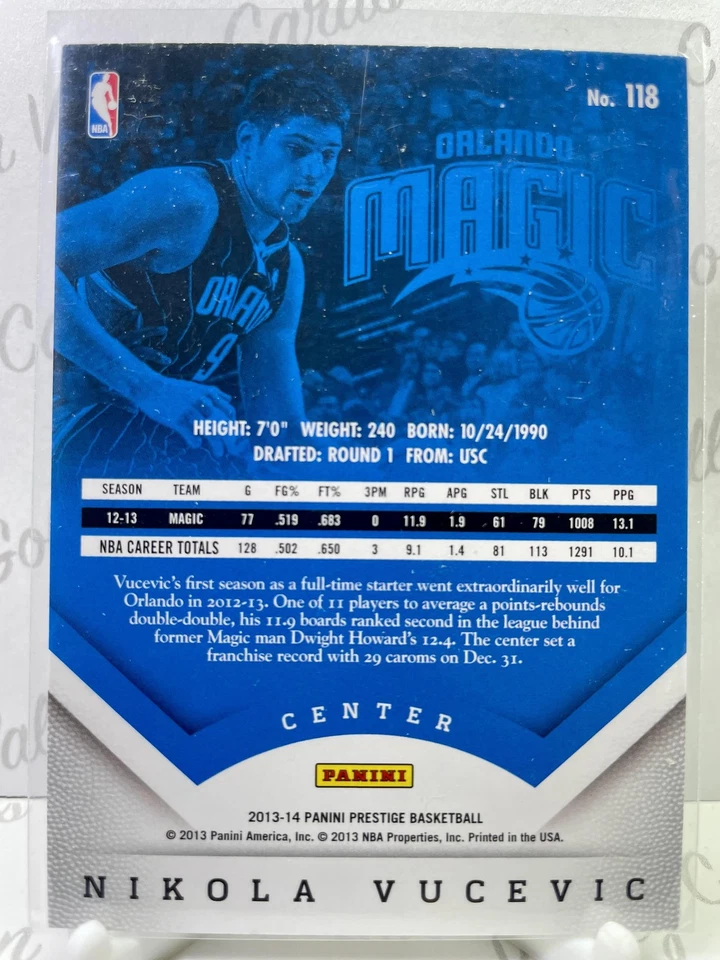 NBA
No. 118
ORLANDO
MAGIC
ORLAN
9
HEIGHT: 7'0" WEIGHT: 240 BORN: 10/24/1990
DRAFTED: ROUND 1 FROM: USC
SEASON TEAM G FG% FT% 3PM RPG APG STL BLK PTS PPG
12-13 MAGIC 77 .519 .683 0 11.9 1.9 61 79 1008 13.1
NBA CAREER TOTALS 128 .502 .650 3 9.1 1.4 81 113 1291 10.1
Vucevic's first season as a full-time starter went extraordinarily well for
Orlando in 2012-13. One of 11 players to average a points-rebounds
double-double, his 11.9 boards ranked second in the league behind
former Magic man Dwight Howard's 12.4. The center set a
franchise record with 29 caroms on Dec. 31.
CENTER
PANINI
2013-14 PANINI PRESTIGE BASKETBALL
© 2013 Panini America, Inc. © 2013 NBA Properties, Inc. Printed in the USA.
NIKOLA VUCEVIC